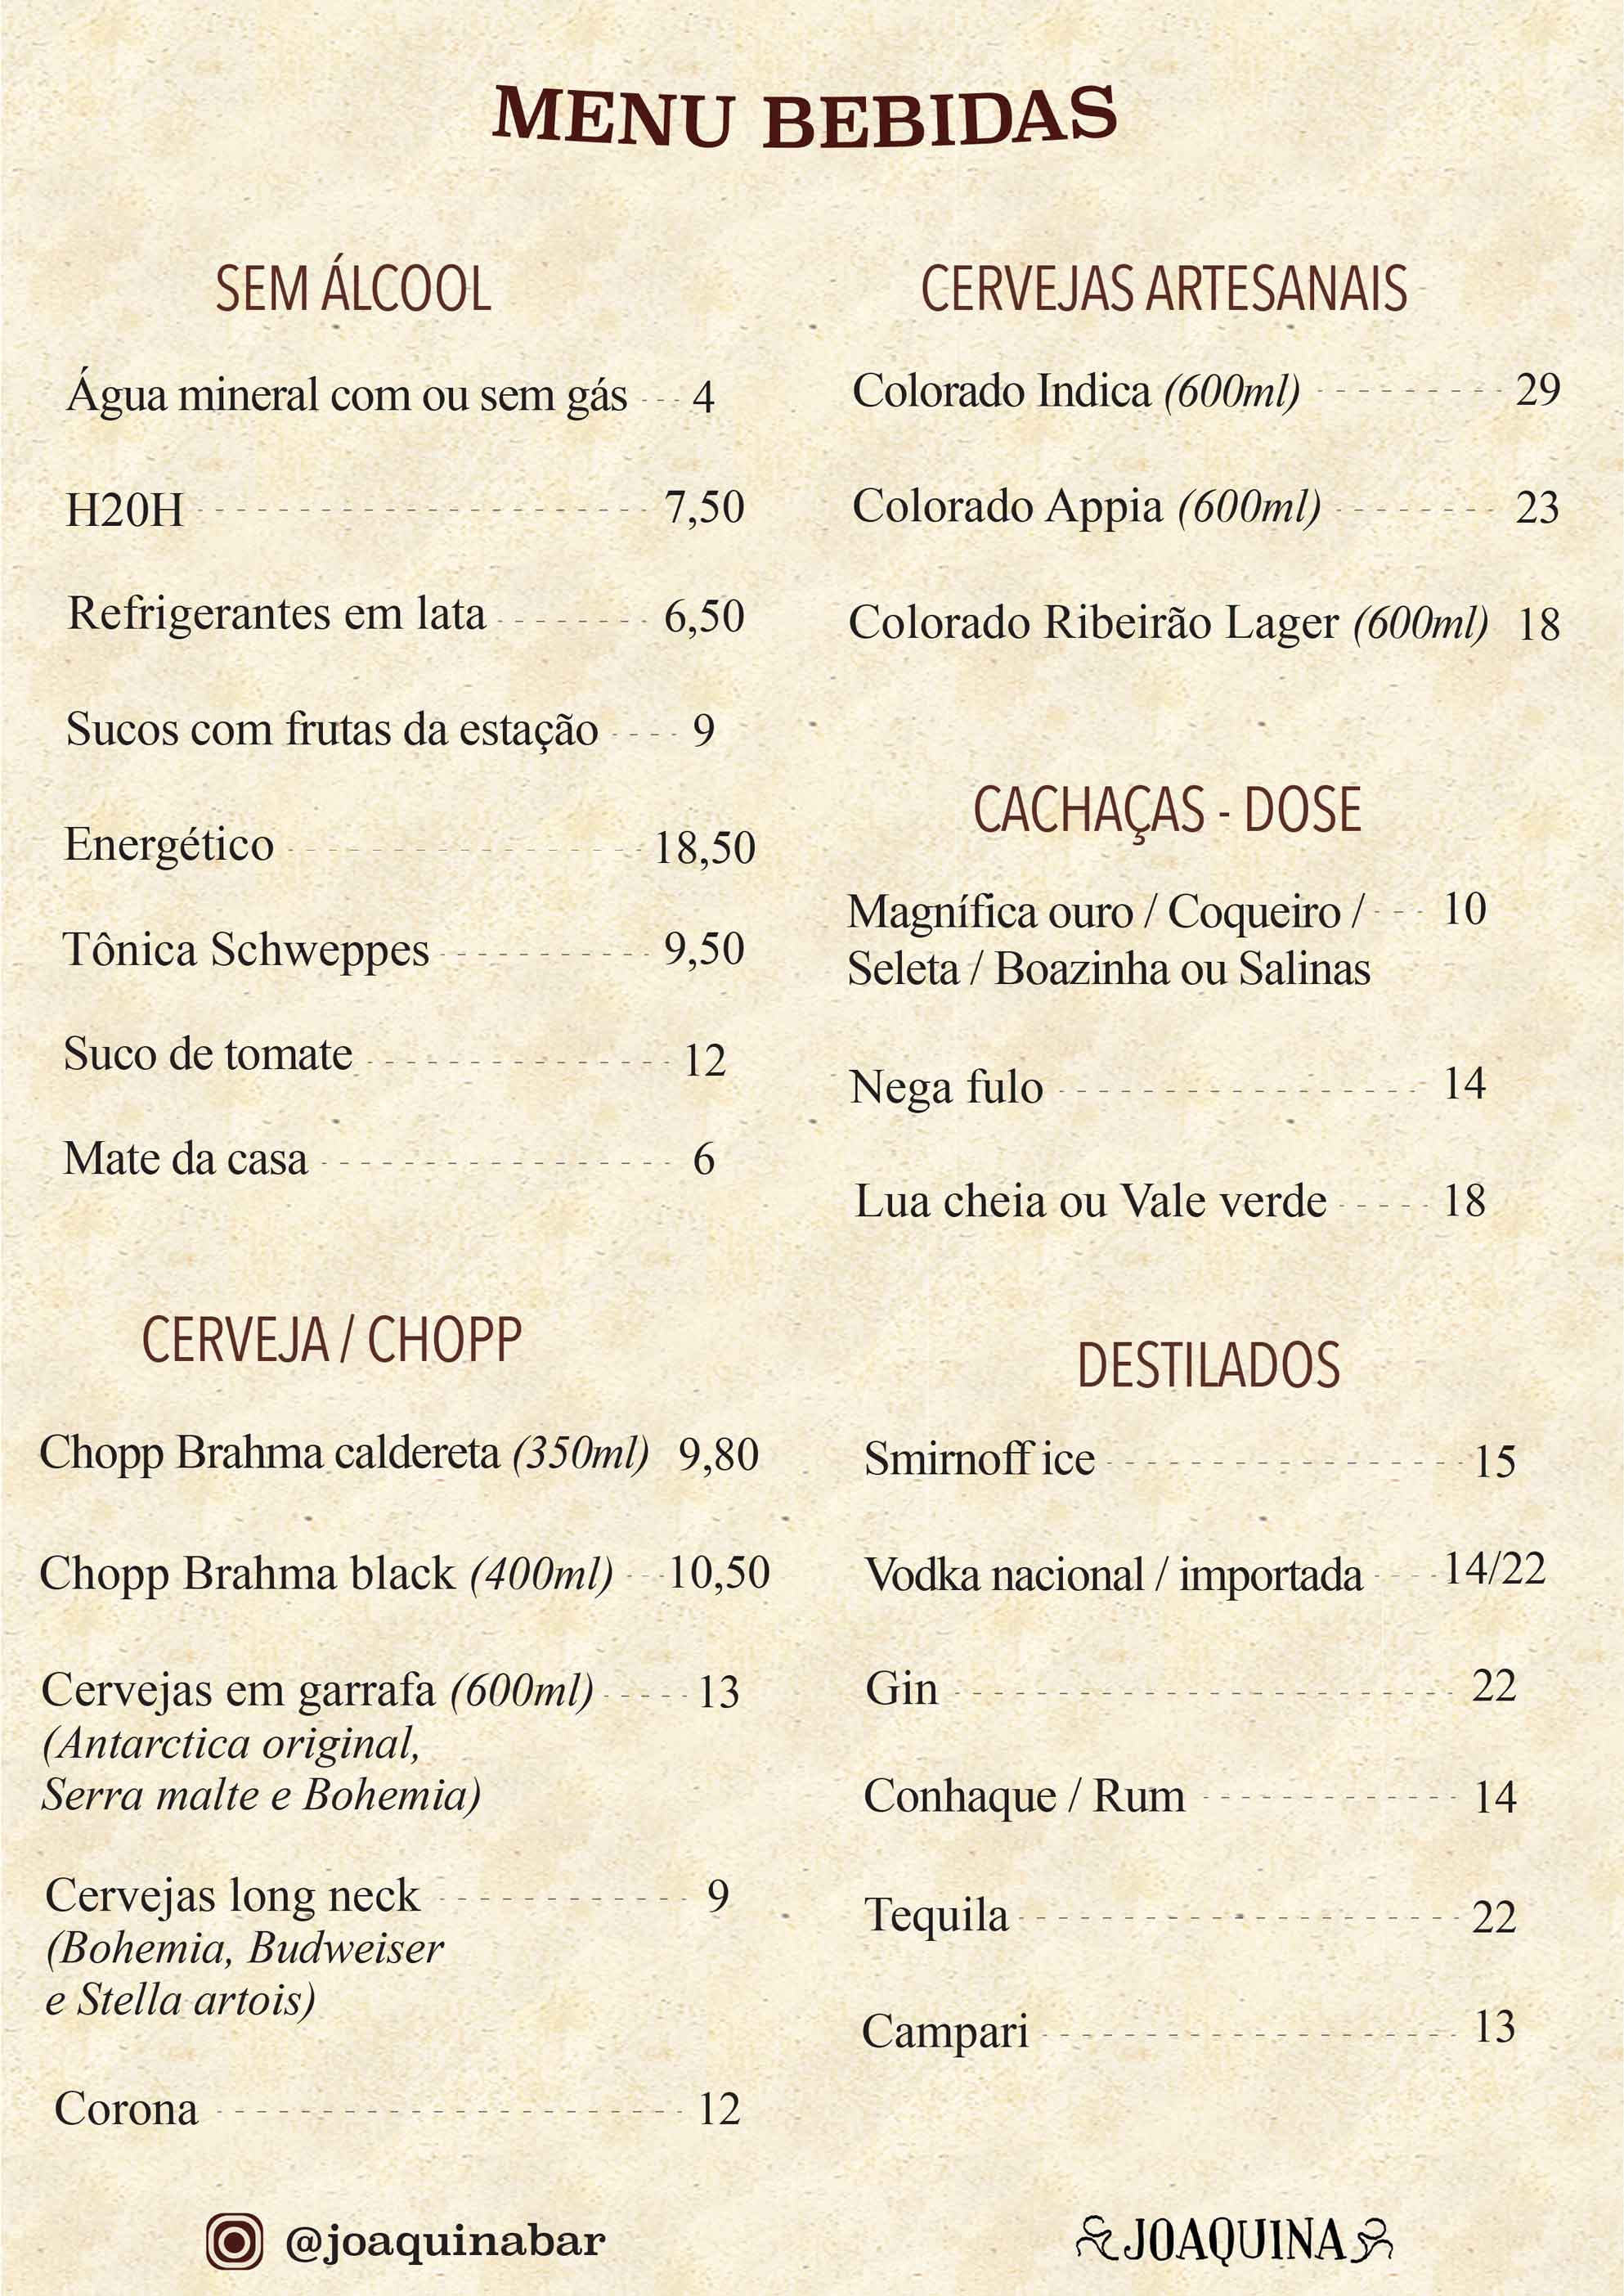 MENU BEBIDAS
SEM ÁLCOOL
Água mineral com ou sem gás 4
H20H 7,50
Refrigerantes em lata 6,50
Sucos com frutas da estação 9
Energético 18,50
Tônica Schweppes 9,50
Suco de tomate 12
Mate da casa 6
CERVEJA / CHOPP
Chopp Brahma caldereta (350ml) 9,80
Chopp Brahma black (400ml) 10,50
Cervejas em garrafa (600ml) 13
(Antarctica original,
Serra malte e Bohemia)
Cervejas long neck 9
(Bohemia, Budweiser
e Stella artois)
Corona 12
CERVEJAS ARTESANAIS
Colorado Indica (600ml) 29
Colorado Appia (600ml) 23
Colorado Ribeirão Lager (600ml) 18
CACHAÇAS - DOSE
Magnífica ouro / Coqueiro / 10
Seleta / Boazinha ou Salinas
Nega fulo 14
Lua cheia ou Vale verde 18
DESTILADOS
Smirnoff ice 15
Vodka nacional / importada 14/22
Gin 22
Conhaque / Rum 14
Tequila 22
Campari 13
@joaquinabar
JOAQUINA